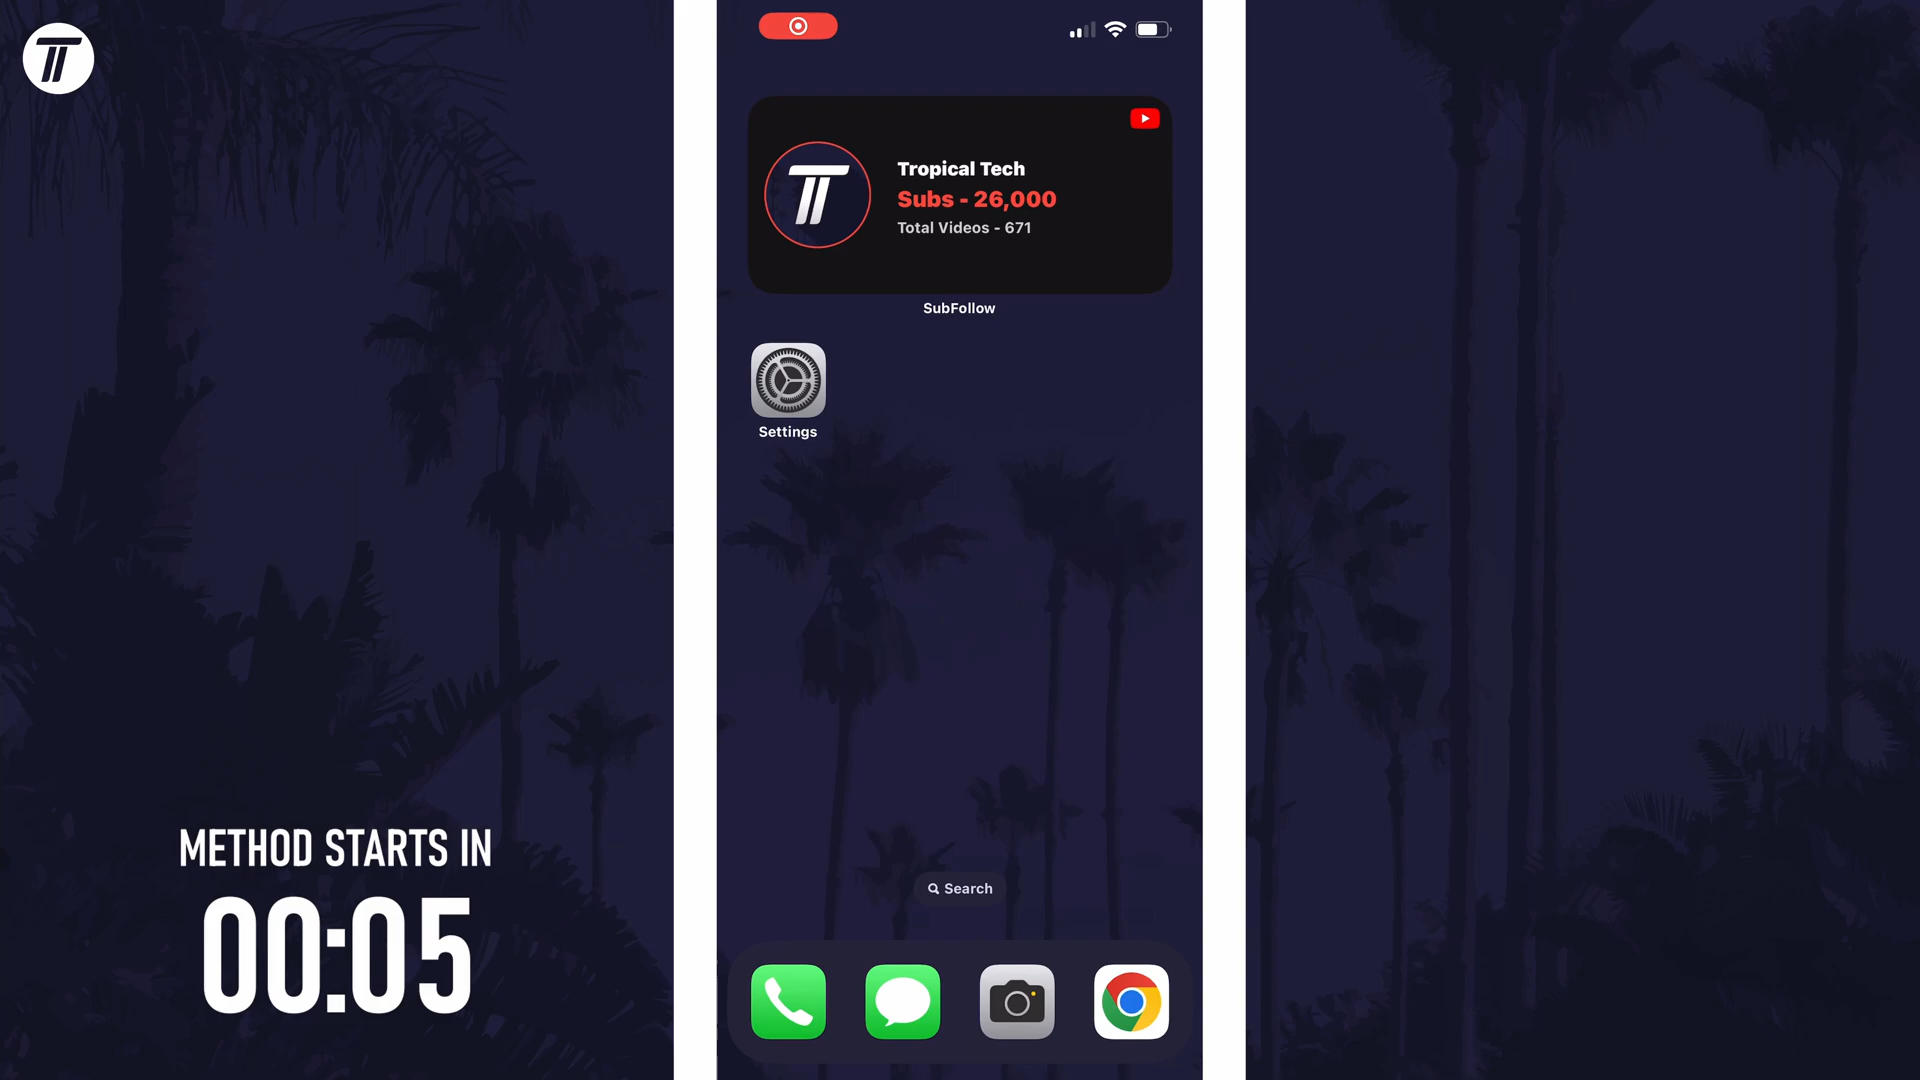 Tropical Tech
Subs - 26,000
Total Videos - 671
SubFollow
Settings
Search
METHOD STARTS IN
00:05